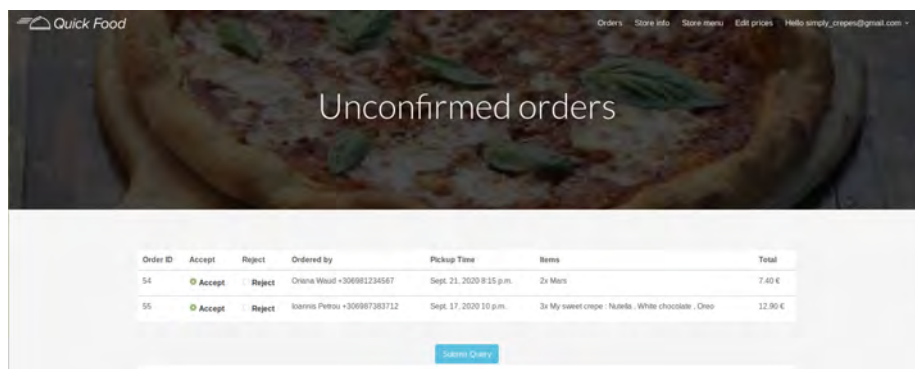 Quick Food
Orders Store info Store menu Edit prices Hello simply_crepes@gmail.com
Unconfirmed orders
Order ID Accept Reject Ordered by Pickup Time Items Total
54 Accept Reject Oriana Waud +306981234567 Sept. 21, 2020 8:15 p.m. 2x Mars 7.40 €
55 Accept Reject Ioannis Petrou +306987383712 Sept. 17, 2020 10 p.m. 3x My sweet crepe : Nutella , White chocolate , Oreo 12.90 €
Submit Query